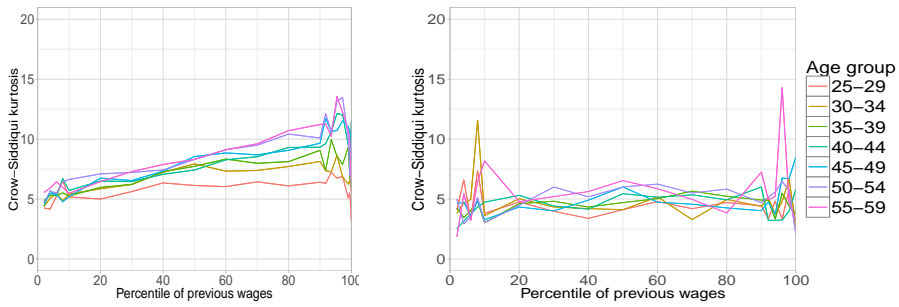 20
15
10
5
0
Crow−Siddiqui kurtosis
0 20 40 60 80 100
Percentile of previous wages
20
15
10
5
0
Crow−Siddiqui kurtosis
0 20 40 60 80 100
Percentile of previous wages
Age group
25−29
30−34
35−39
40−44
45−49
50−54
55−59